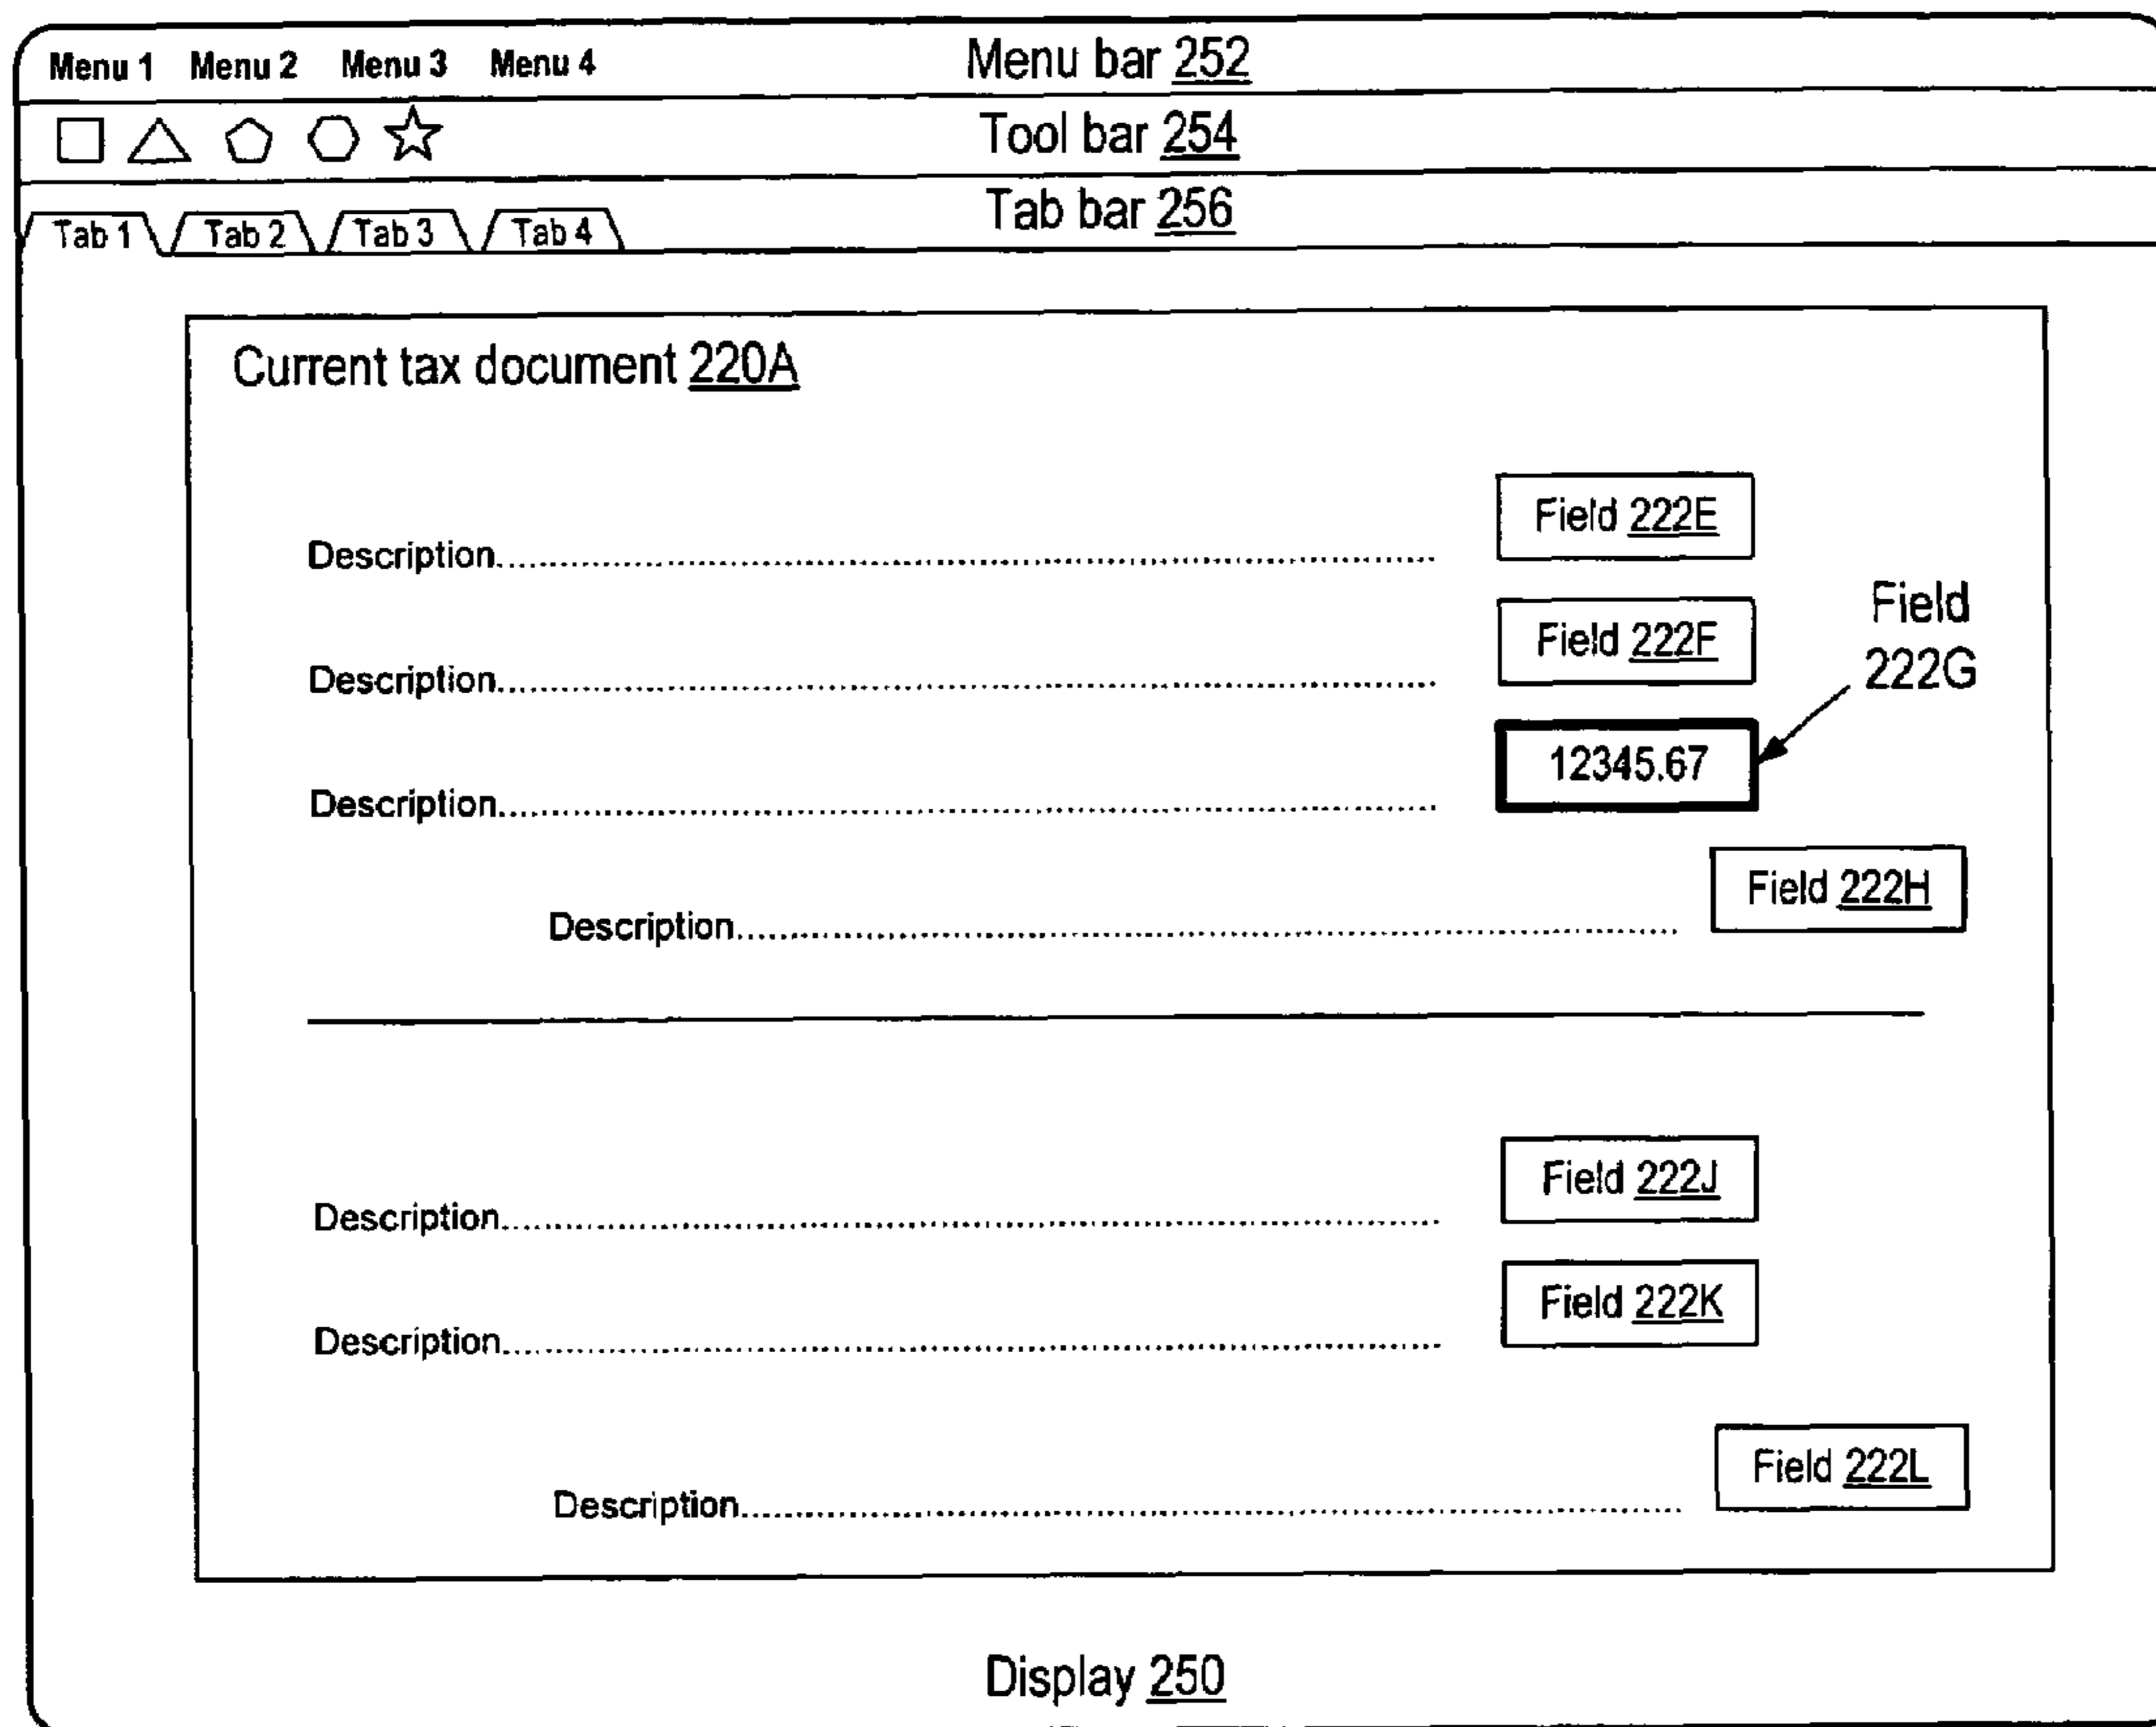 Menu 1 Menu 2 Menu 3 Menu 4 Menu bar 252
Tool bar 254
Tab bar 256
Tab 1 Tab 2 Tab 3 Tab 4
Current tax document 220A
Field 222E
Description
Field 222F
Description
Field
222G
12345.67
Description
Field 222H
Description
Field 222J
Description
Field 222K
Description
Field 222L
Description
Display 250